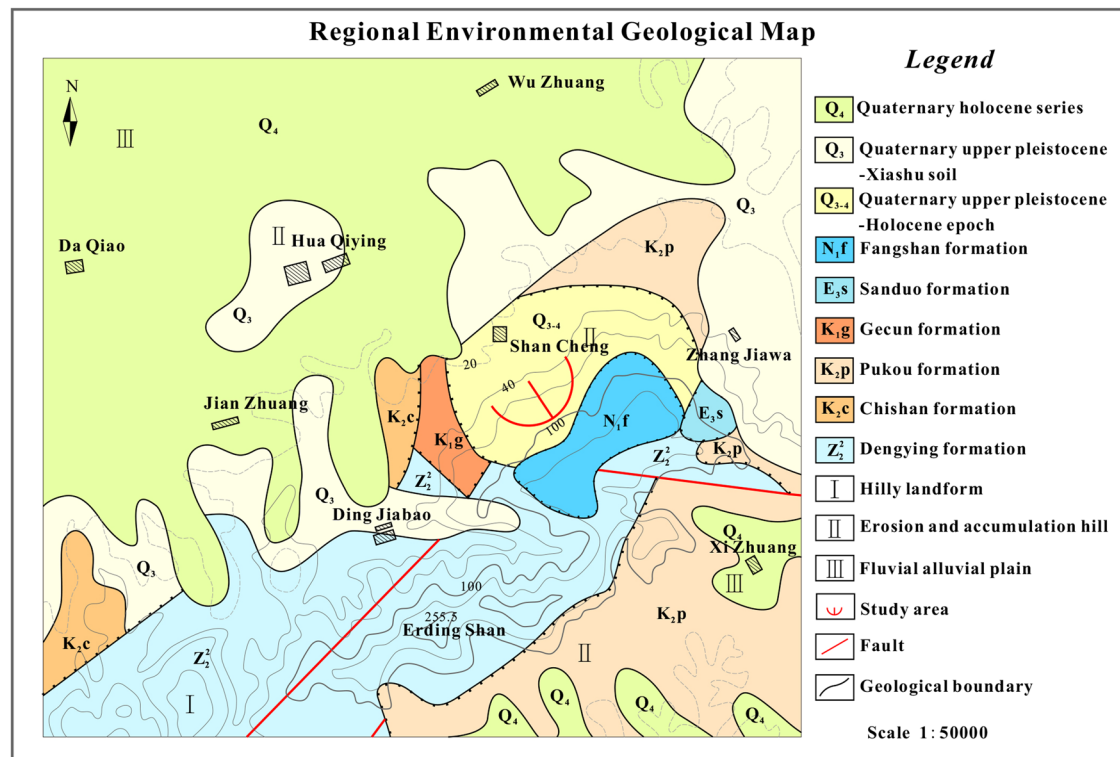 Regional Environmental Geological Map
N
Wu Zhuang
III
Q4
Q3
K2p
Da Qiao
II
Hua Qiying
Q3
Q3-4
II
Shan Cheng
Zhang Jiawa
20
40
100
Jian Zhuang
K2c
K1g
N1f
E3s
K2p
Z22
Z22
Q3
Ding Jiabao
Q4
Xi Zhuang
III
Q3
100
255.5
Erding Shan
K2p
K2c
Z22
II
I
Q4
Q4
Q4
Q4
Legend
Q4 Quaternary holocene series
Q3 Quaternary upper pleistocene
-Xiashu soil
Q3-4 Quaternary upper pleistocene
-Holocene epoch
N1f Fangshan formation
E3s Sanduo formation
K1g Gecun formation
K2p Pukou formation
K2c Chishan formation
Z22 Dengying formation
I Hilly landform
II Erosion and accumulation hill
III Fluvial alluvial plain
Study area
Fault
Geological boundary
Scale 1:50000